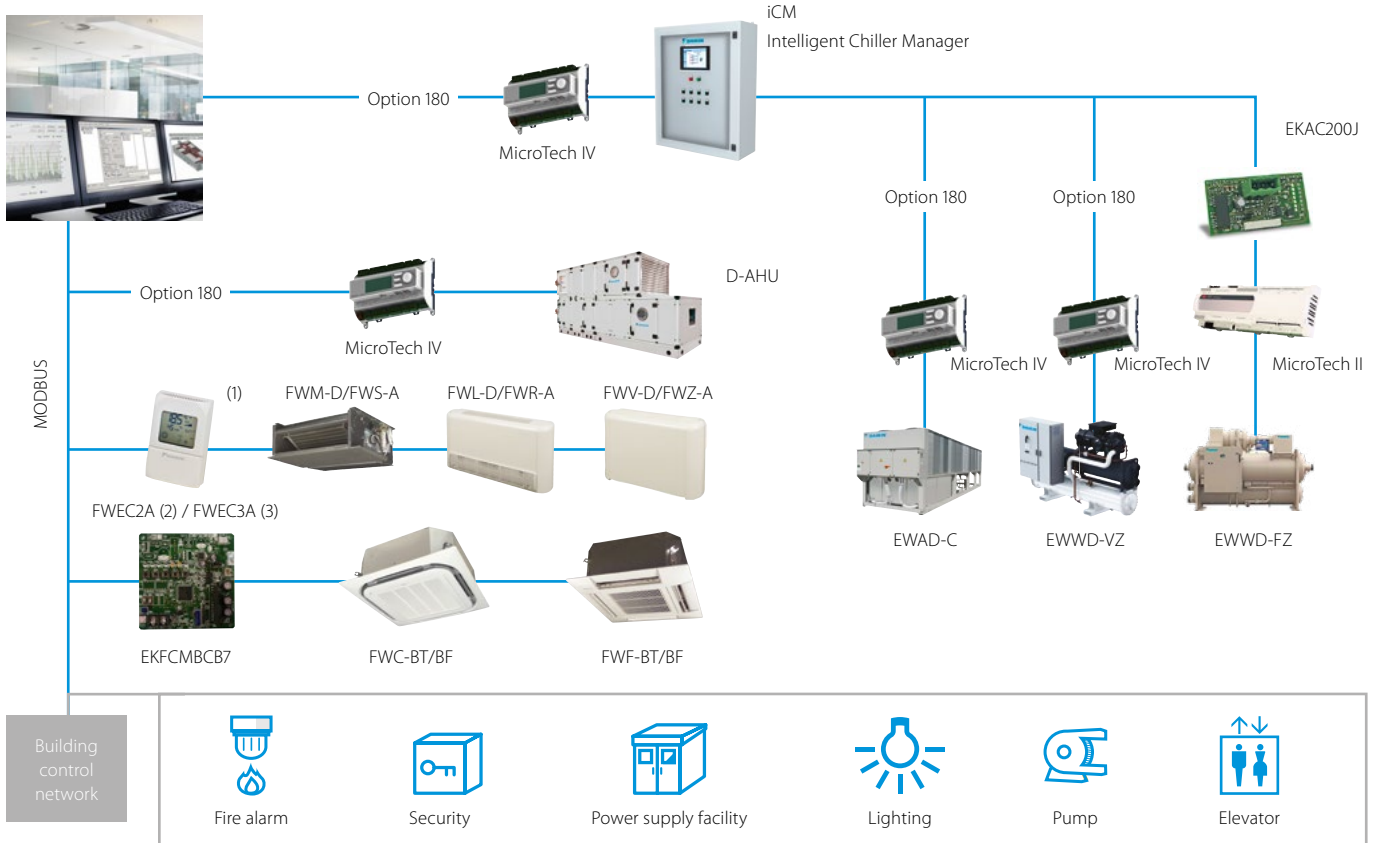 iCM
Intelligent Chiller Manager
Option 180
MicroTech IV
EKAC200J
Option 180
Option 180
D-AHU
Option 180
MicroTech IV
MicroTech IV
MicroTech IV
MicroTech II
MODBUS
(1)
FWM-D/FWS-A
FWL-D/FWR-A
FWV-D/FWZ-A
FWEC2A (2) / FWEC3A (3)
EWAD-C
EWWD-VZ
EWWD-FZ
EKFCMBCB7
FWC-BT/BF
FWF-BT/BF
Building
control
network
Fire alarm
Security
Power supply facility
Lighting
Pump
Elevator